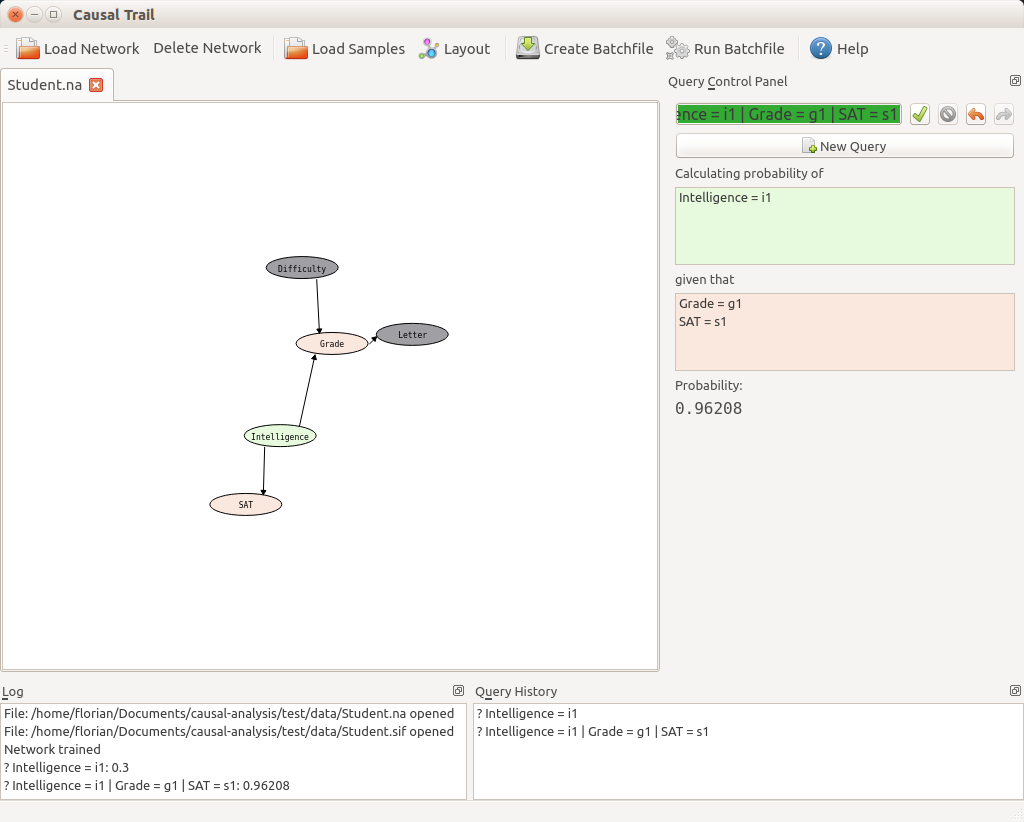 Causal Trail
Load Network Delete Network Load Samples Layout Create Batchfile Run Batchfile Help
Student.na
Query Control Panel
= i1 | Grade = g1 | SAT = s1
New Query
Calculating probability of
Intelligence = i1
given that
Grade = g1
SAT = s1
Probability:
0.96208
Difficulty
Letter
Grade
Intelligence
SAT
Log
File: /home/florian/Documents/causal-analysis/test/data/Student.na opened
File: /home/florian/Documents/causal-analysis/test/data/Student.sif opened
Network trained
? Intelligence = i1: 0.3
? Intelligence = i1 | Grade = g1 | SAT = s1: 0.96208
Query History
? Intelligence = i1
? Intelligence = i1 | Grade = g1 | SAT = s1